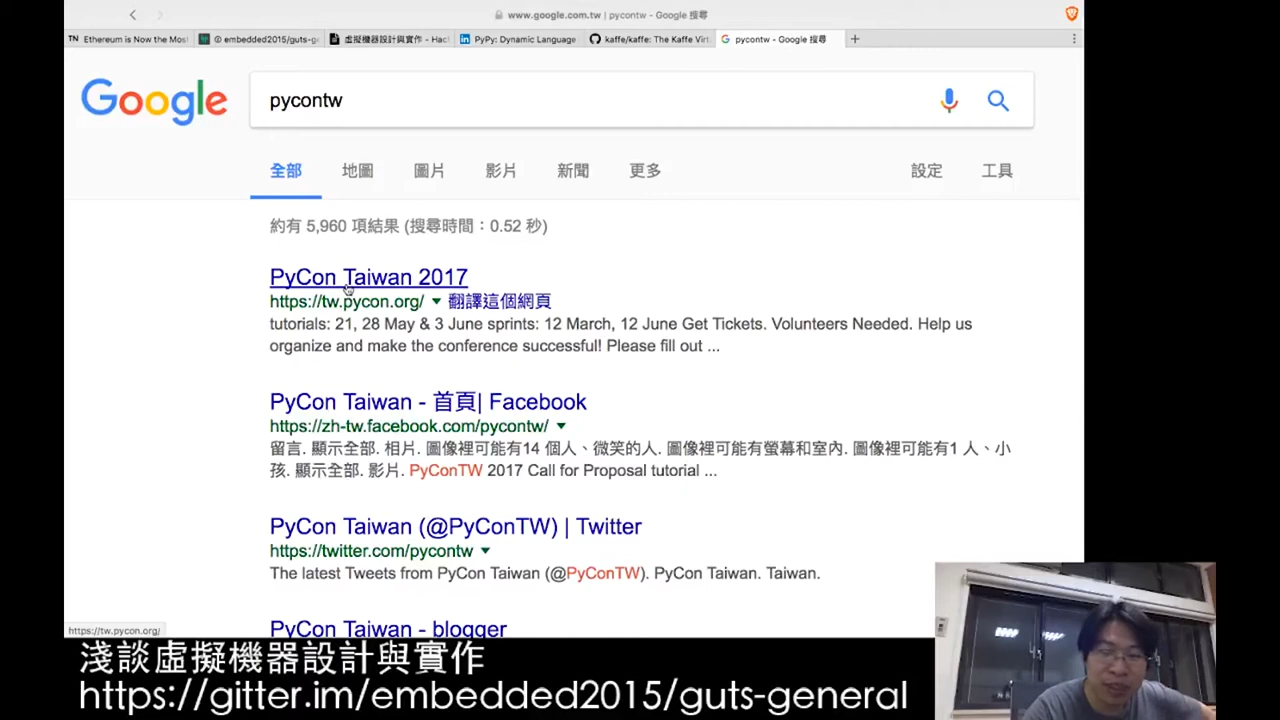 www.google.com.tw | pycontw - Google 搜尋
TN Ethereum is Now the Mos
embedded2015/guts-g
虛擬機器設計與實作 - Hac
in PyPy: Dynamic Language
kaffe/kaffe: The Kaffe Virt
G pycontw - Google 搜尋
Google
pycontw
全部 地圖 圖片 影片 新聞 更多 設定 工具
約有 5,960 項結果 (搜尋時間：0.52 秒)
PyCon Taiwan 2017
https://tw.pycon.org/ 翻譯這個網頁
tutorials: 21, 28 May & 3 June sprints: 12 March, 12 June Get Tickets. Volunteers Needed. Help us
organize and make the conference successful! Please fill out ...
PyCon Taiwan - 首頁| Facebook
https://zh-tw.facebook.com/pycontw/
留言. 顯示全部. 相片. 圖像裡可能有14 個人、微笑的人. 圖像裡可能有螢幕和室內. 圖像裡可能有1 人、小
孩. 顯示全部. 影片. PyConTW 2017 Call for Proposal tutorial ...
PyCon Taiwan (@PyConTW) | Twitter
https://twitter.com/pycontw
The latest Tweets from PyCon Taiwan (@PyConTW). PyCon Taiwan. Taiwan.
PyCon Taiwan - blogger
https://tw.pycon.org/
淺談虛擬機器設計與實作
https://gitter.im/embedded2015/guts-general